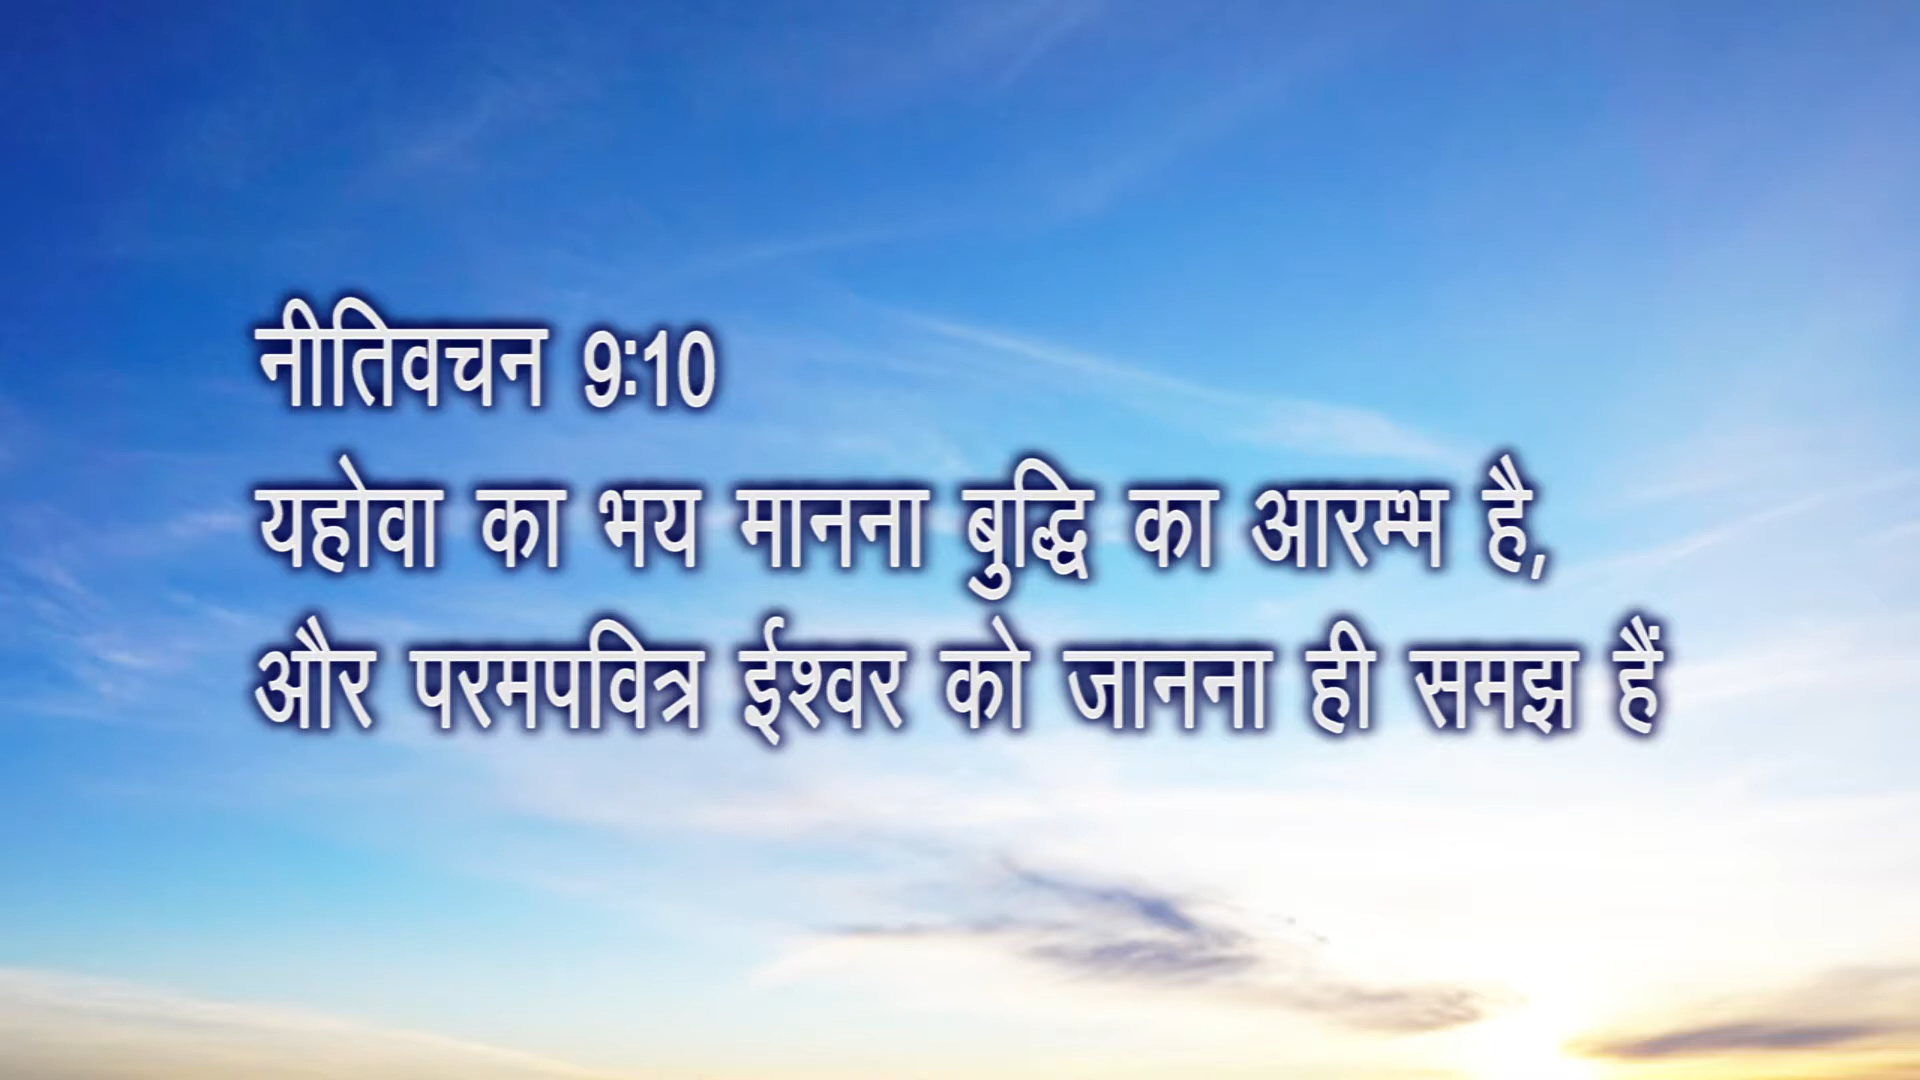 नीतिवचन 9:10
यहोवा का भय मानना बुद्धि का आरम्भ है,
और परमपवित्र ईश्वर को जानना ही समझ हैं